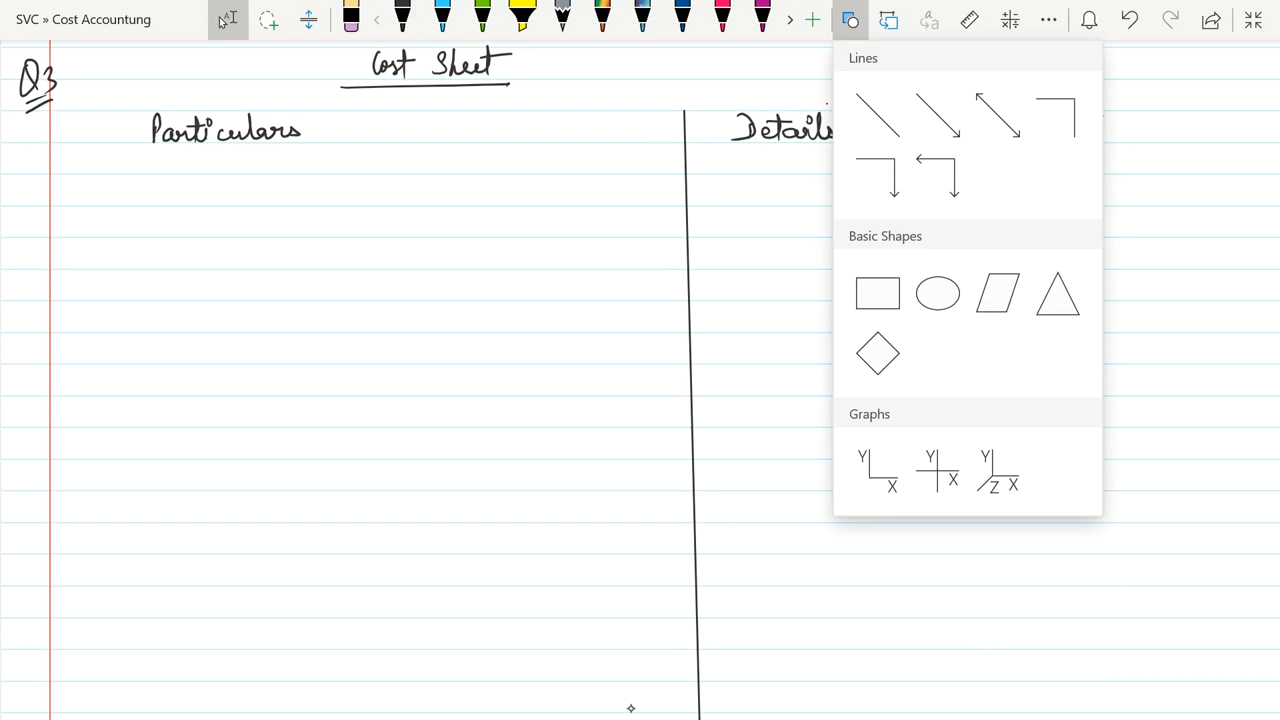 SVC » Cost Accountung
Q3
Cost Sheet
Particulars
Details
Lines
Basic Shapes
Graphs
Y
X
Y
X
Y
Z
X